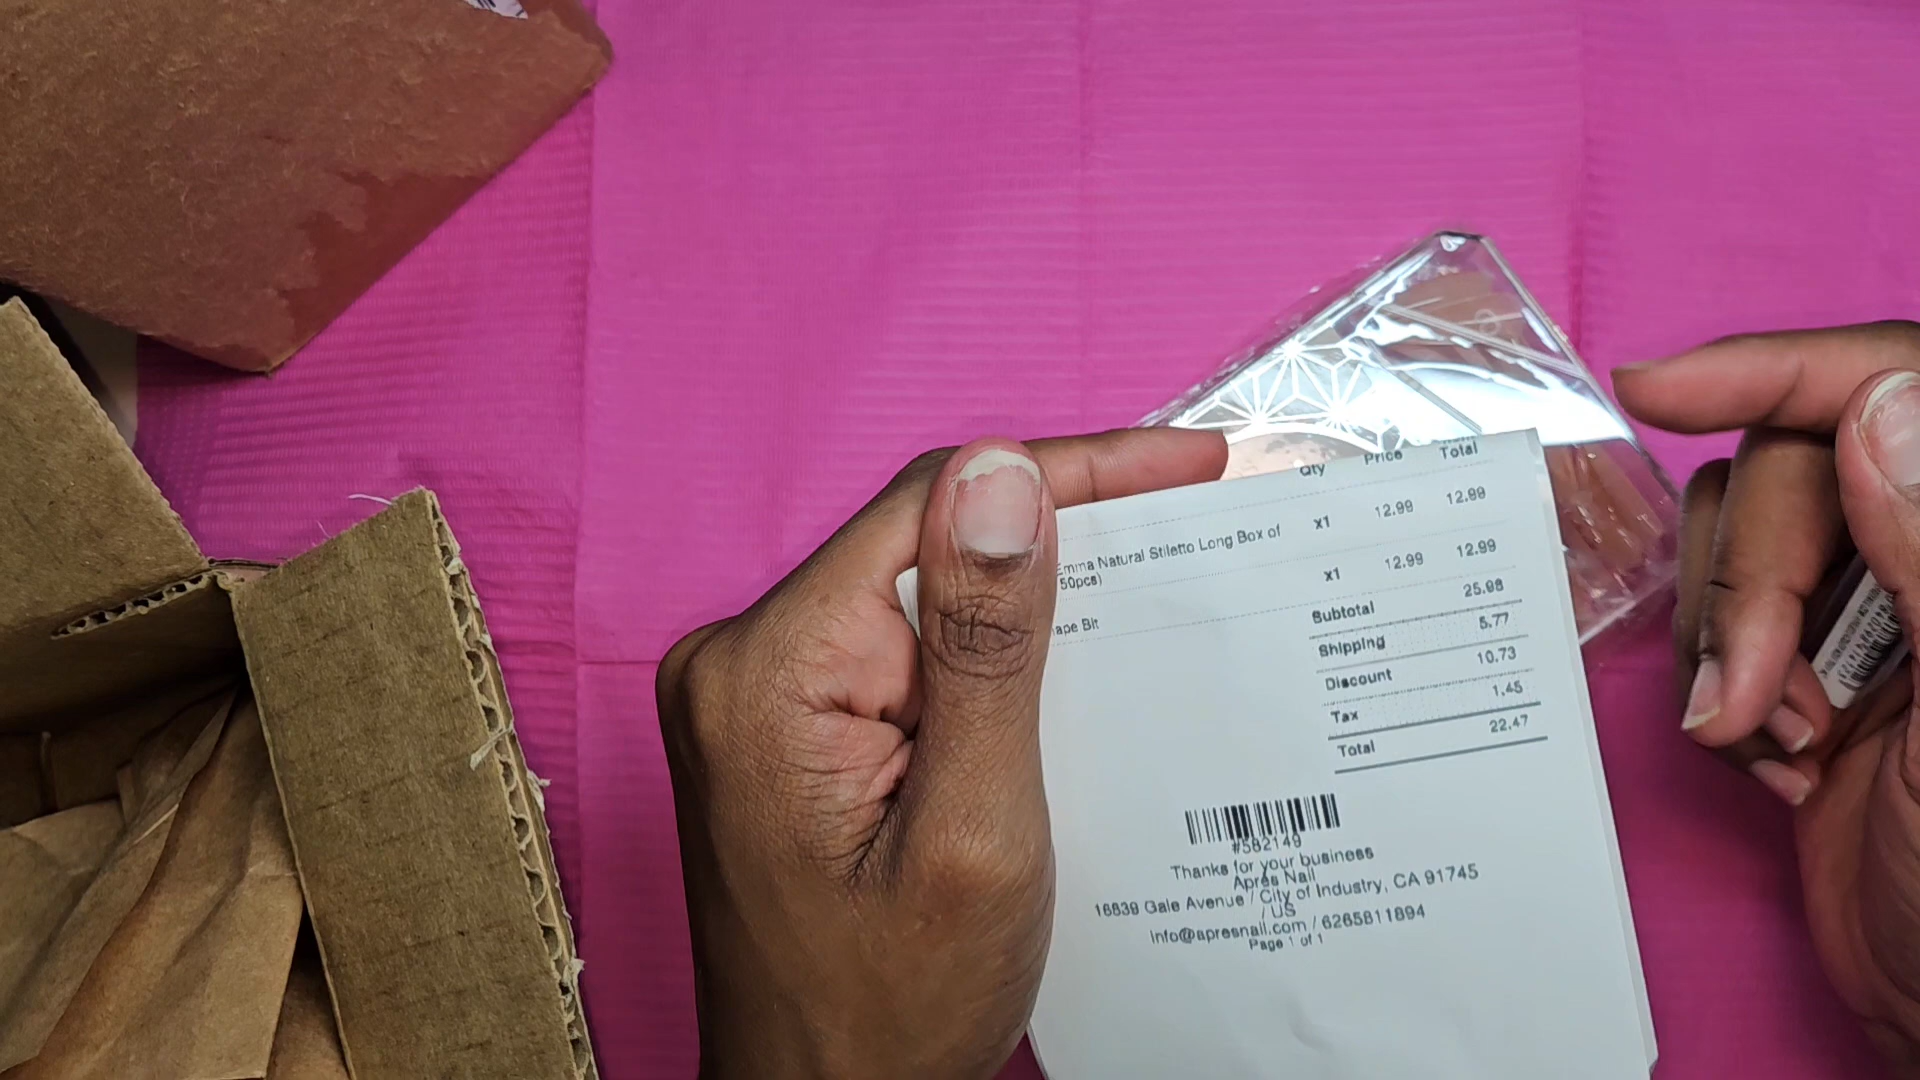 Qty Price Total
Emma Natural Stiletto Long Box of x1 12.99 12.99
50pcs)
ape Bit x1 12.99 12.99
Subtotal 25.98
Shipping 5.77
Discount 10.73
Tax 1.45
Total 22.47
#582149
Thanks for your business
Aprés Nail
16839 Gale Avenue / City of Industry, CA 91745
/ US
info@apresnail.com / 6265811894
Page 1 of 1